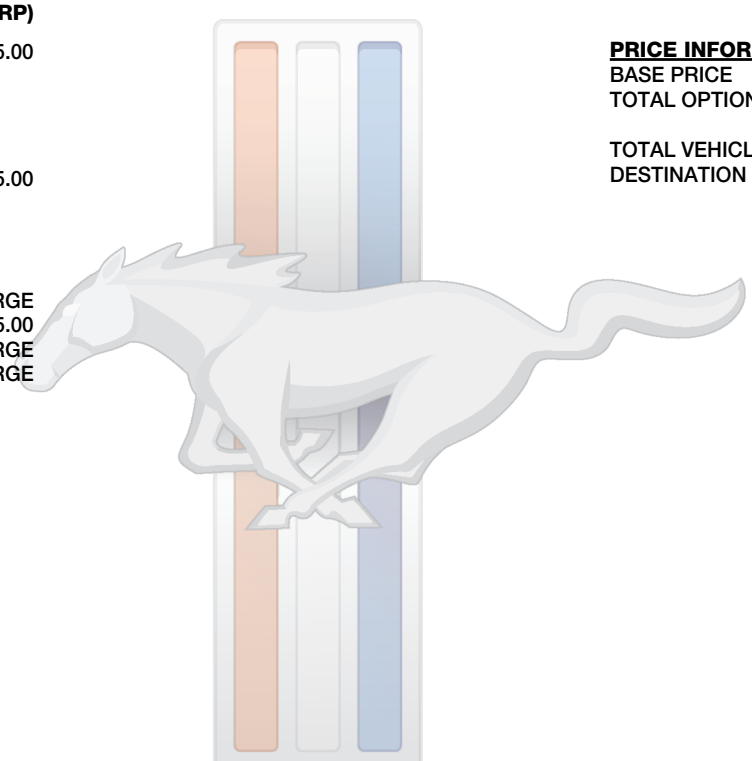 RP)
5.00
5.00
RGE
5.00
RGE
RGE
PRICE INFOR
BASE PRICE
TOTAL OPTION
TOTAL VEHICL
DESTINATION